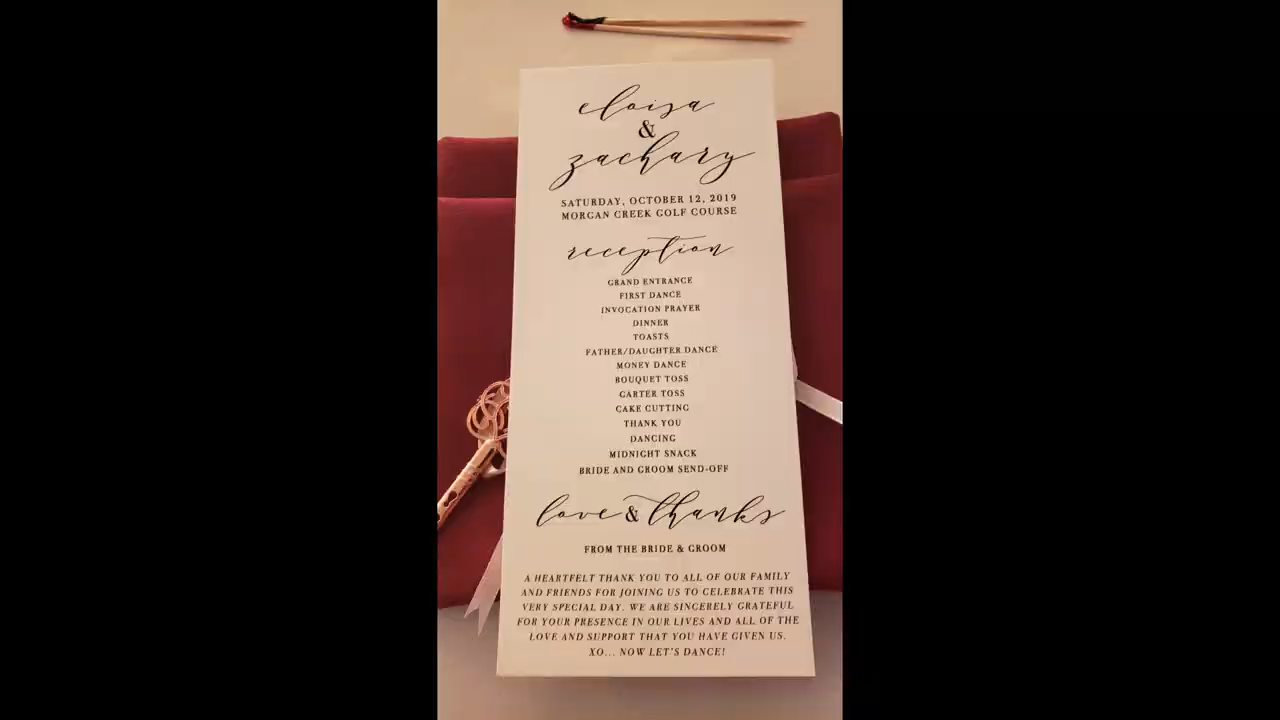 eloisa
&
zachary
SATURDAY, OCTOBER 12, 2019
MORGAN CREEK GOLF COURSE
reception
GRAND ENTRANCE
FIRST DANCE
INVOCATION PRAYER
DINNER
TOASTS
FATHER/DAUGHTER DANCE
MONEY DANCE
BOUQUET TOSS
GARTER TOSS
CAKE CUTTING
THANK YOU
DANCING
MIDNIGHT SNACK
BRIDE AND GROOM SEND-OFF
love & thanks
FROM THE BRIDE & GROOM
A HEARTFELT THANK YOU TO ALL OF OUR FAMILY
AND FRIENDS FOR JOINING US TO CELEBRATE THIS
VERY SPECIAL DAY. WE ARE SINCERELY GRATEFUL
FOR YOUR PRESENCE IN OUR LIVES AND ALL OF THE
LOVE AND SUPPORT THAT YOU HAVE GIVEN US.
XO... NOW LET'S DANCE!